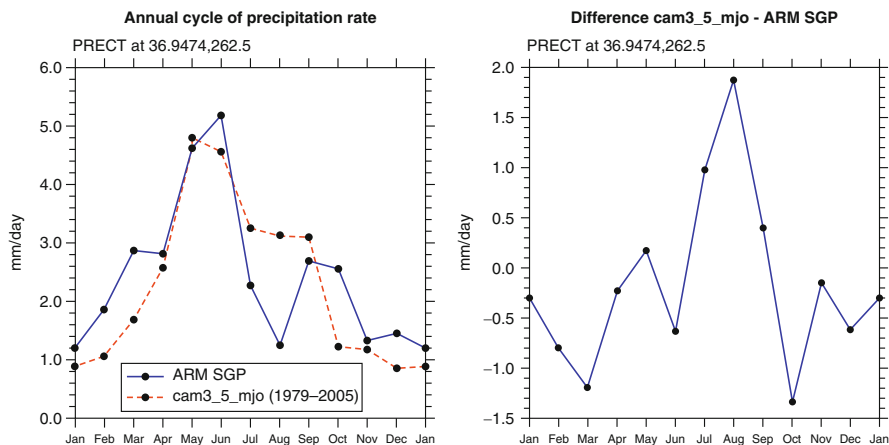 Annual cycle of precipitation rate
PRECT at 36.9474,262.5
mm/day
6.0
5.0
4.0
3.0
2.0
1.0
0.0
ARM SGP
cam3_5_mjo (1979–2005)
Jan Feb Mar Apr May Jun Jul Aug Sep Oct Nov Dec Jan
Difference cam3_5_mjo - ARM SGP
PRECT at 36.9474,262.5
mm/day
2.0
1.5
1.0
0.5
0.0
−0.5
−1.0
−1.5
Jan Feb Mar Apr May Jun Jul Aug Sep Oct Nov Dec Jan